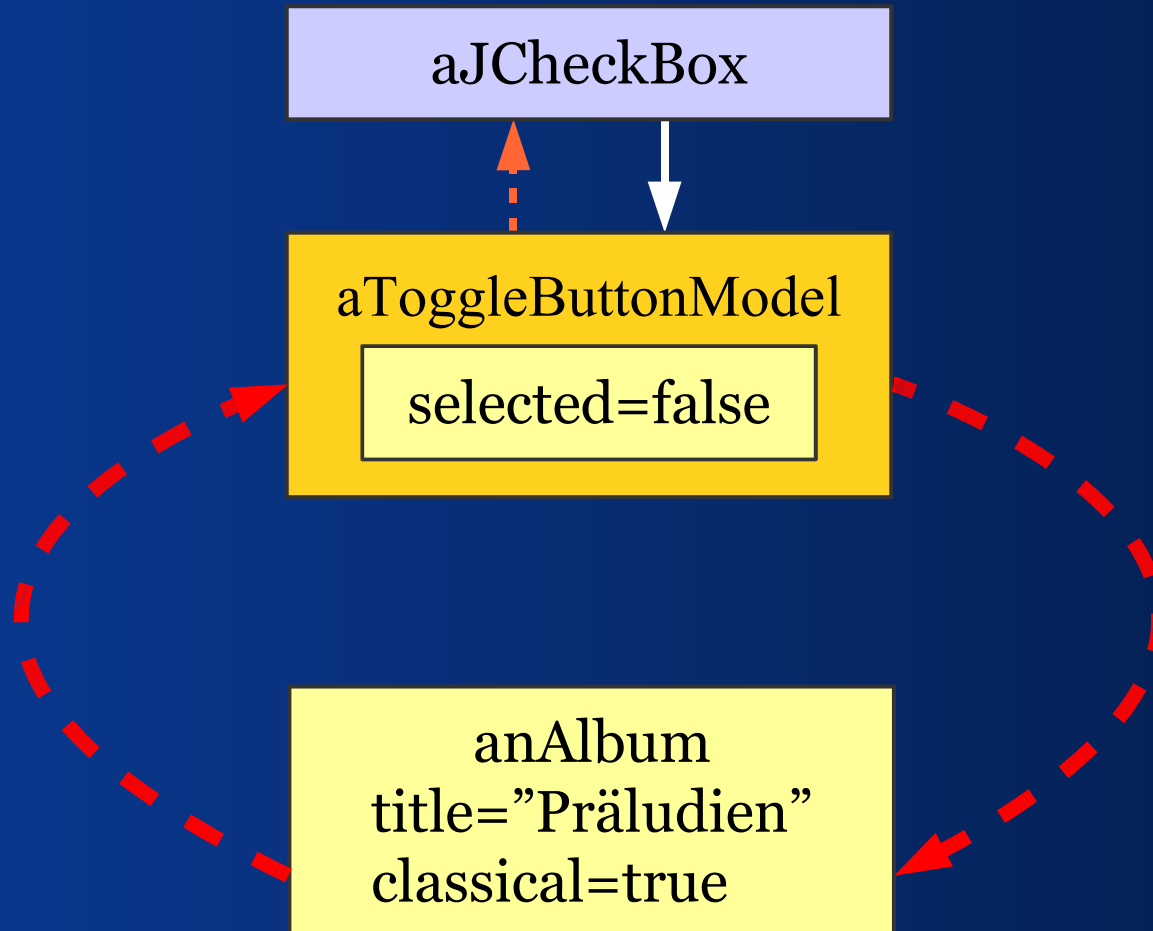 aJCheckBox
aToggleButtonModel
selected=false
anAlbum
title=”Präludien”
classical=true